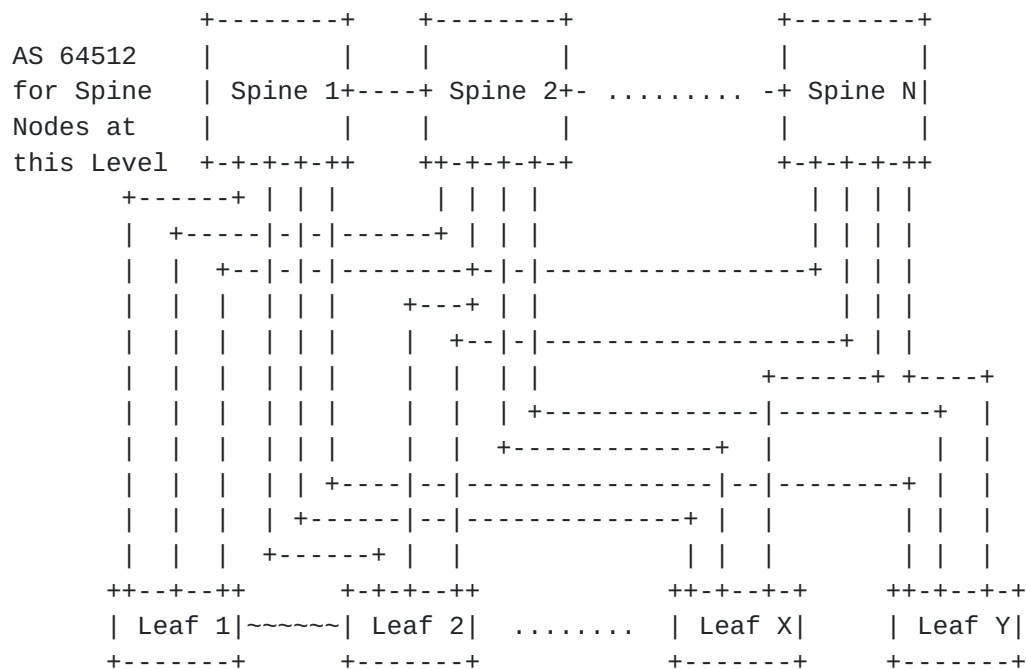 AS 64512
for Spine Spine 1 Spine 2 ......... Spine N
Nodes at
this Level
Leaf 1 ~~~~~~ Leaf 2 ........ Leaf X Leaf Y